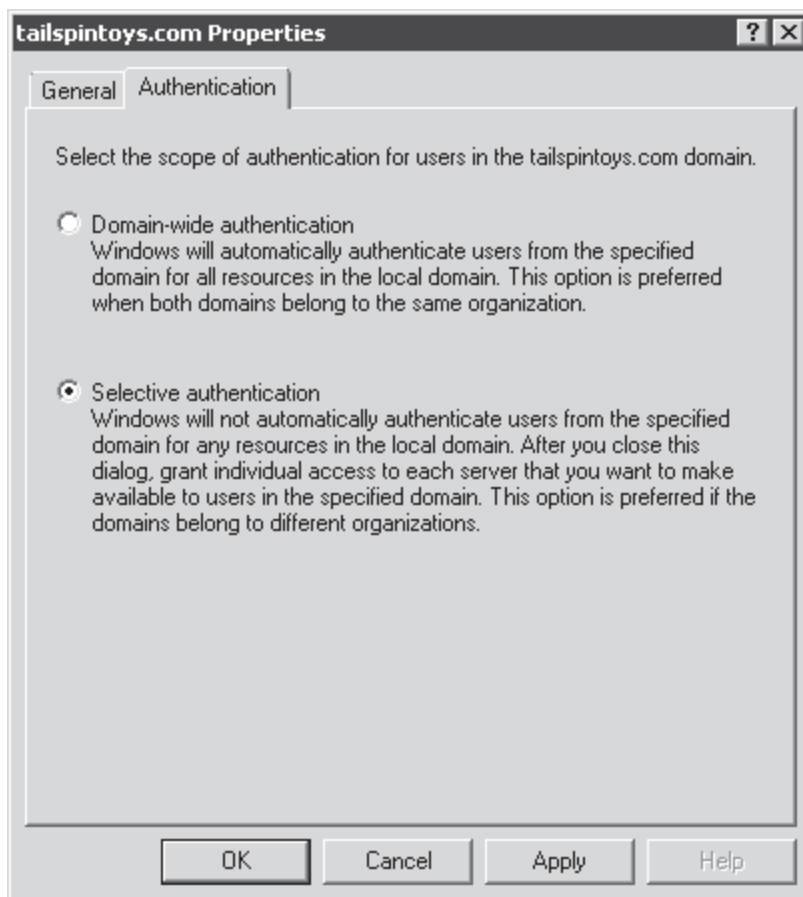 tailspintoys.com Properties
General
Authentication
Select the scope of authentication for users in the tailspintoys.com domain.
Domain-wide authentication
Windows will automatically authenticate users from the specified
domain for all resources in the local domain. This option is preferred
when both domains belong to the same organization.
Selective authentication
Windows will not automatically authenticate users from the specified
domain for any resources in the local domain. After you close this
dialog, grant individual access to each server that you want to make
available to users in the specified domain. This option is preferred if the
domains belong to different organizations.
OK
Cancel
Apply
Help